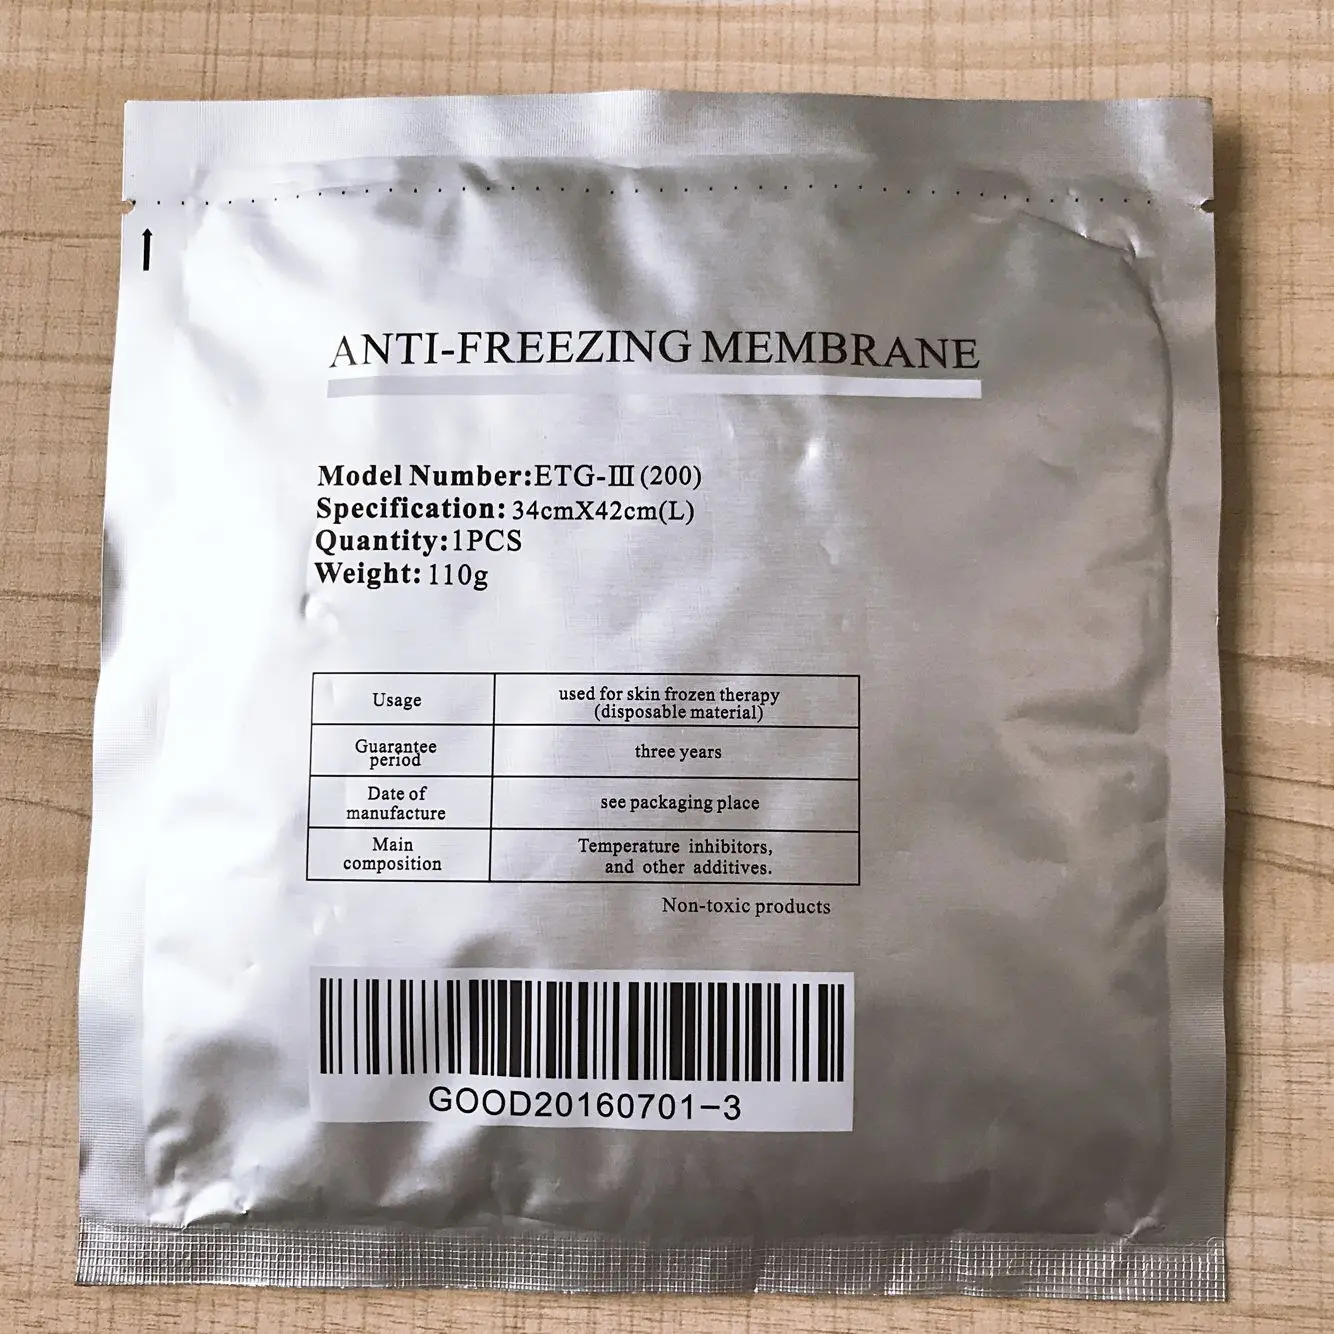 ANTI-FREEZING MEMBRANE
Model Number:ETG-III(200)
Specification: 34cmX42cm(L)
Quantity:1PCS
Weight: 110g
Usage
used for skin frozen therapy
(disposable material)
Guarantee
period
three years
Date of
manufacture
see packaging place
Main
composition
Temperature inhibitors,
and other additives.
Non-toxic products
GOOD20160701-3